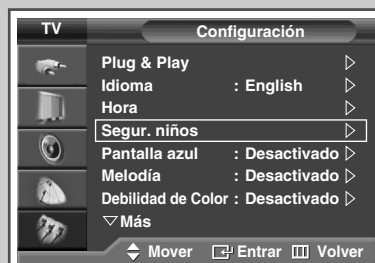 TV Configuración
Plug & Play
Idioma : English
Hora
Segur. niños
Pantalla azul : Desactivado
Melodía : Desactivado
Debilidad de Color : Desactivado
Más
Mover Entrar Volver